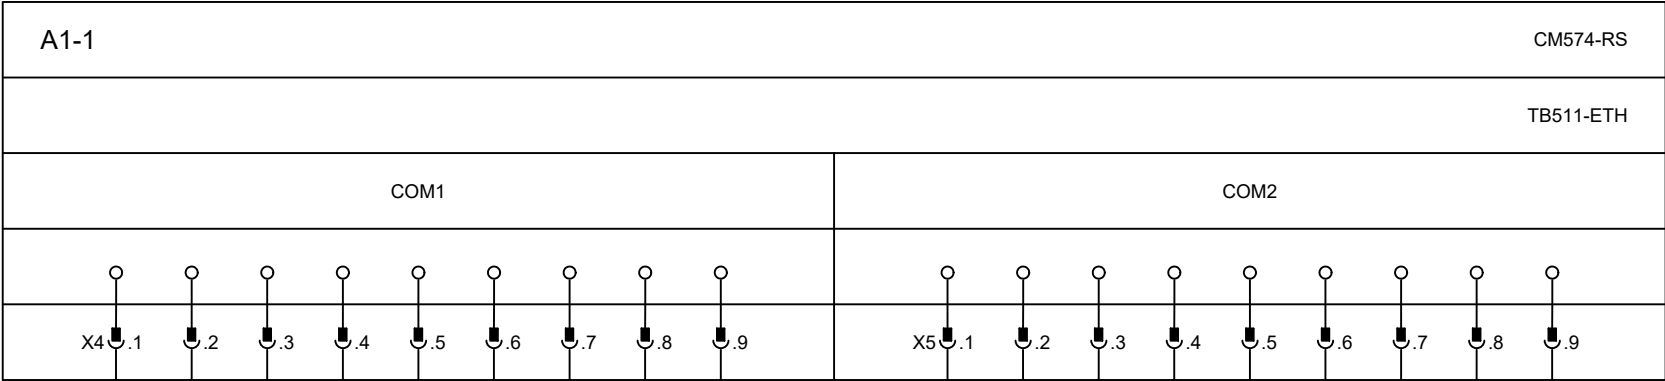 A1-1 CM574-RS
TB511-ETH
COM1 COM2
X4 .1 .2 .3 .4 .5 .6 .7 .8 .9 X5 .1 .2 .3 .4 .5 .6 .7 .8 .9